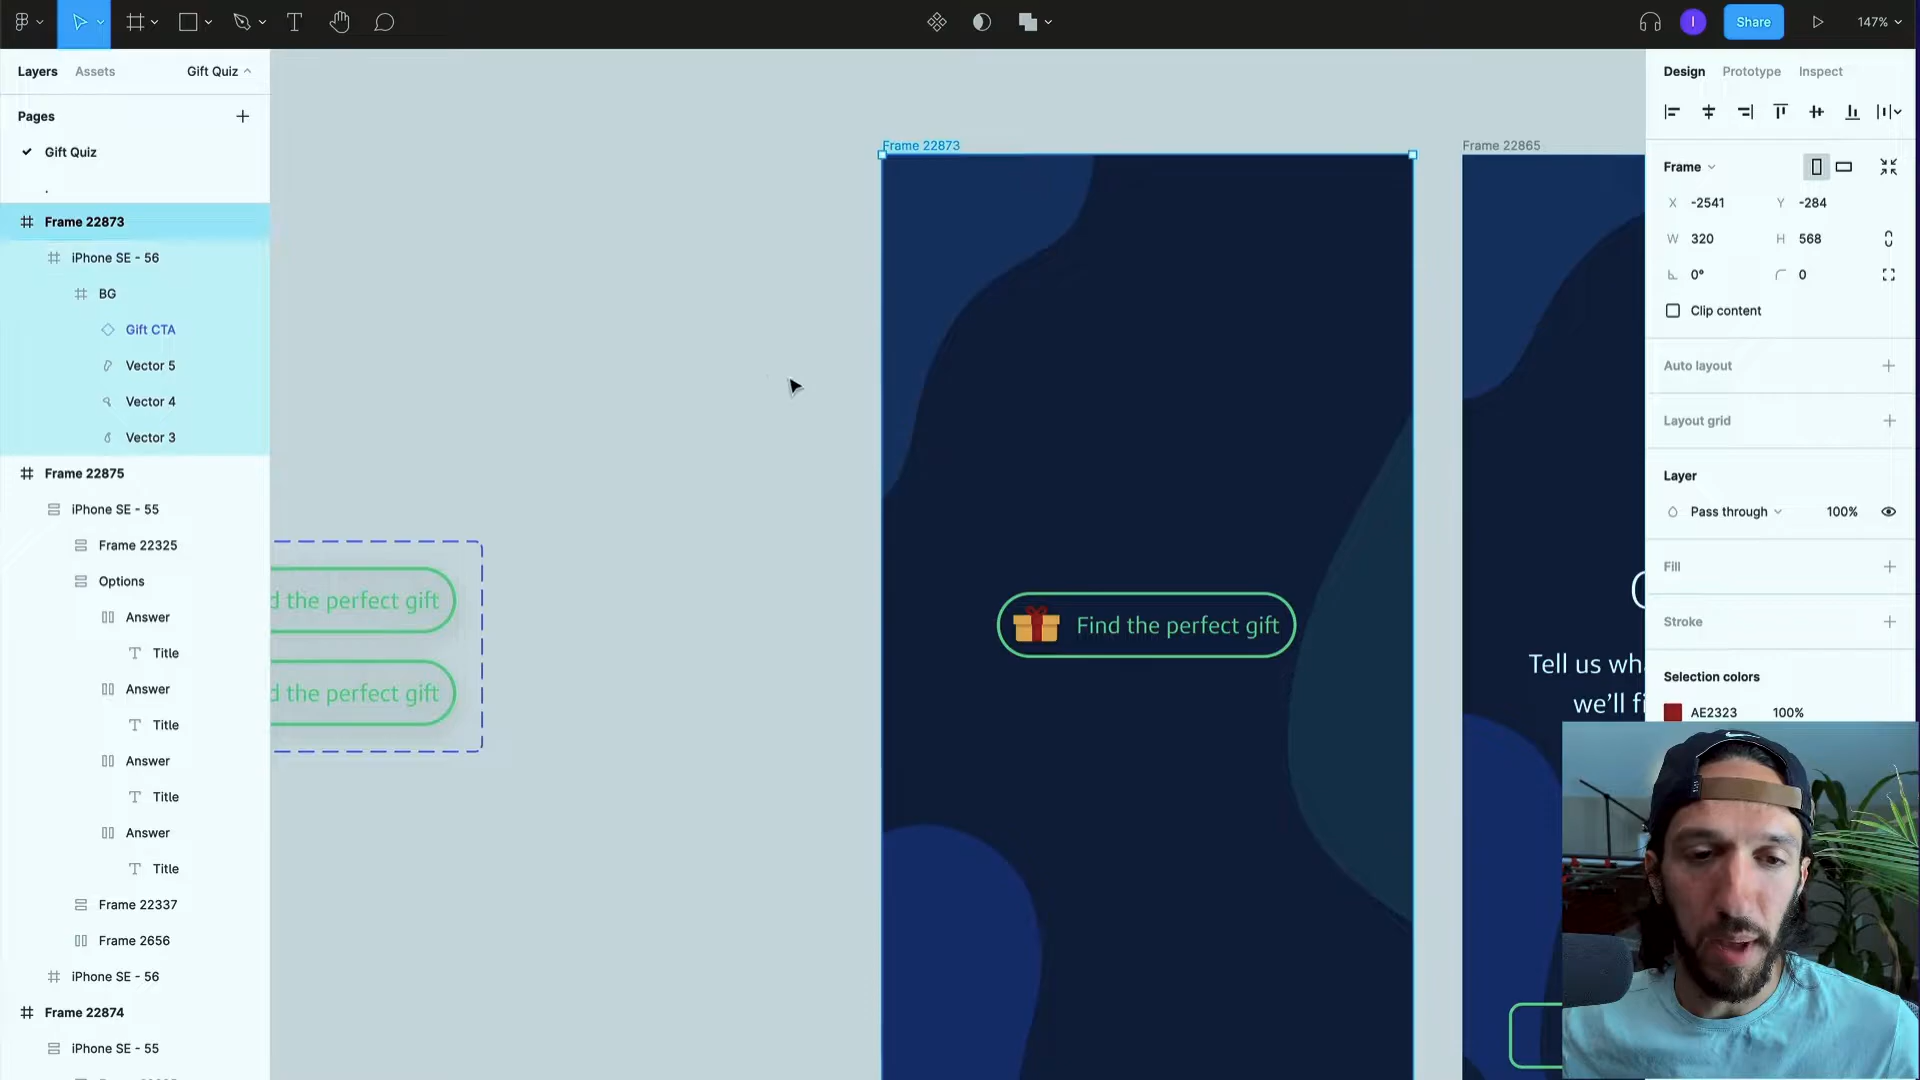 Share
147%
Layers
Assets
Gift Quiz
Pages
Gift Quiz
.
Frame 22873
iPhone SE - 56
BG
Gift CTA
Vector 5
Vector 4
Vector 3
Frame 22875
iPhone SE - 55
Frame 22325
Options
Answer
Title
Answer
Title
Answer
Title
Answer
Title
Frame 22337
Frame 2656
iPhone SE - 56
Frame 22874
iPhone SE - 55
d the perfect gift
d the perfect gift
Frame 22873
Find the perfect gift
Frame 22865
Tell us wh
we'll fi
Design
Prototype
Inspect
Frame
X -2541
Y -284
W 320
H 568
0°
0
Clip content
Auto layout
Layout grid
Layer
Pass through
100%
Fill
Stroke
Selection colors
AE2323
100%